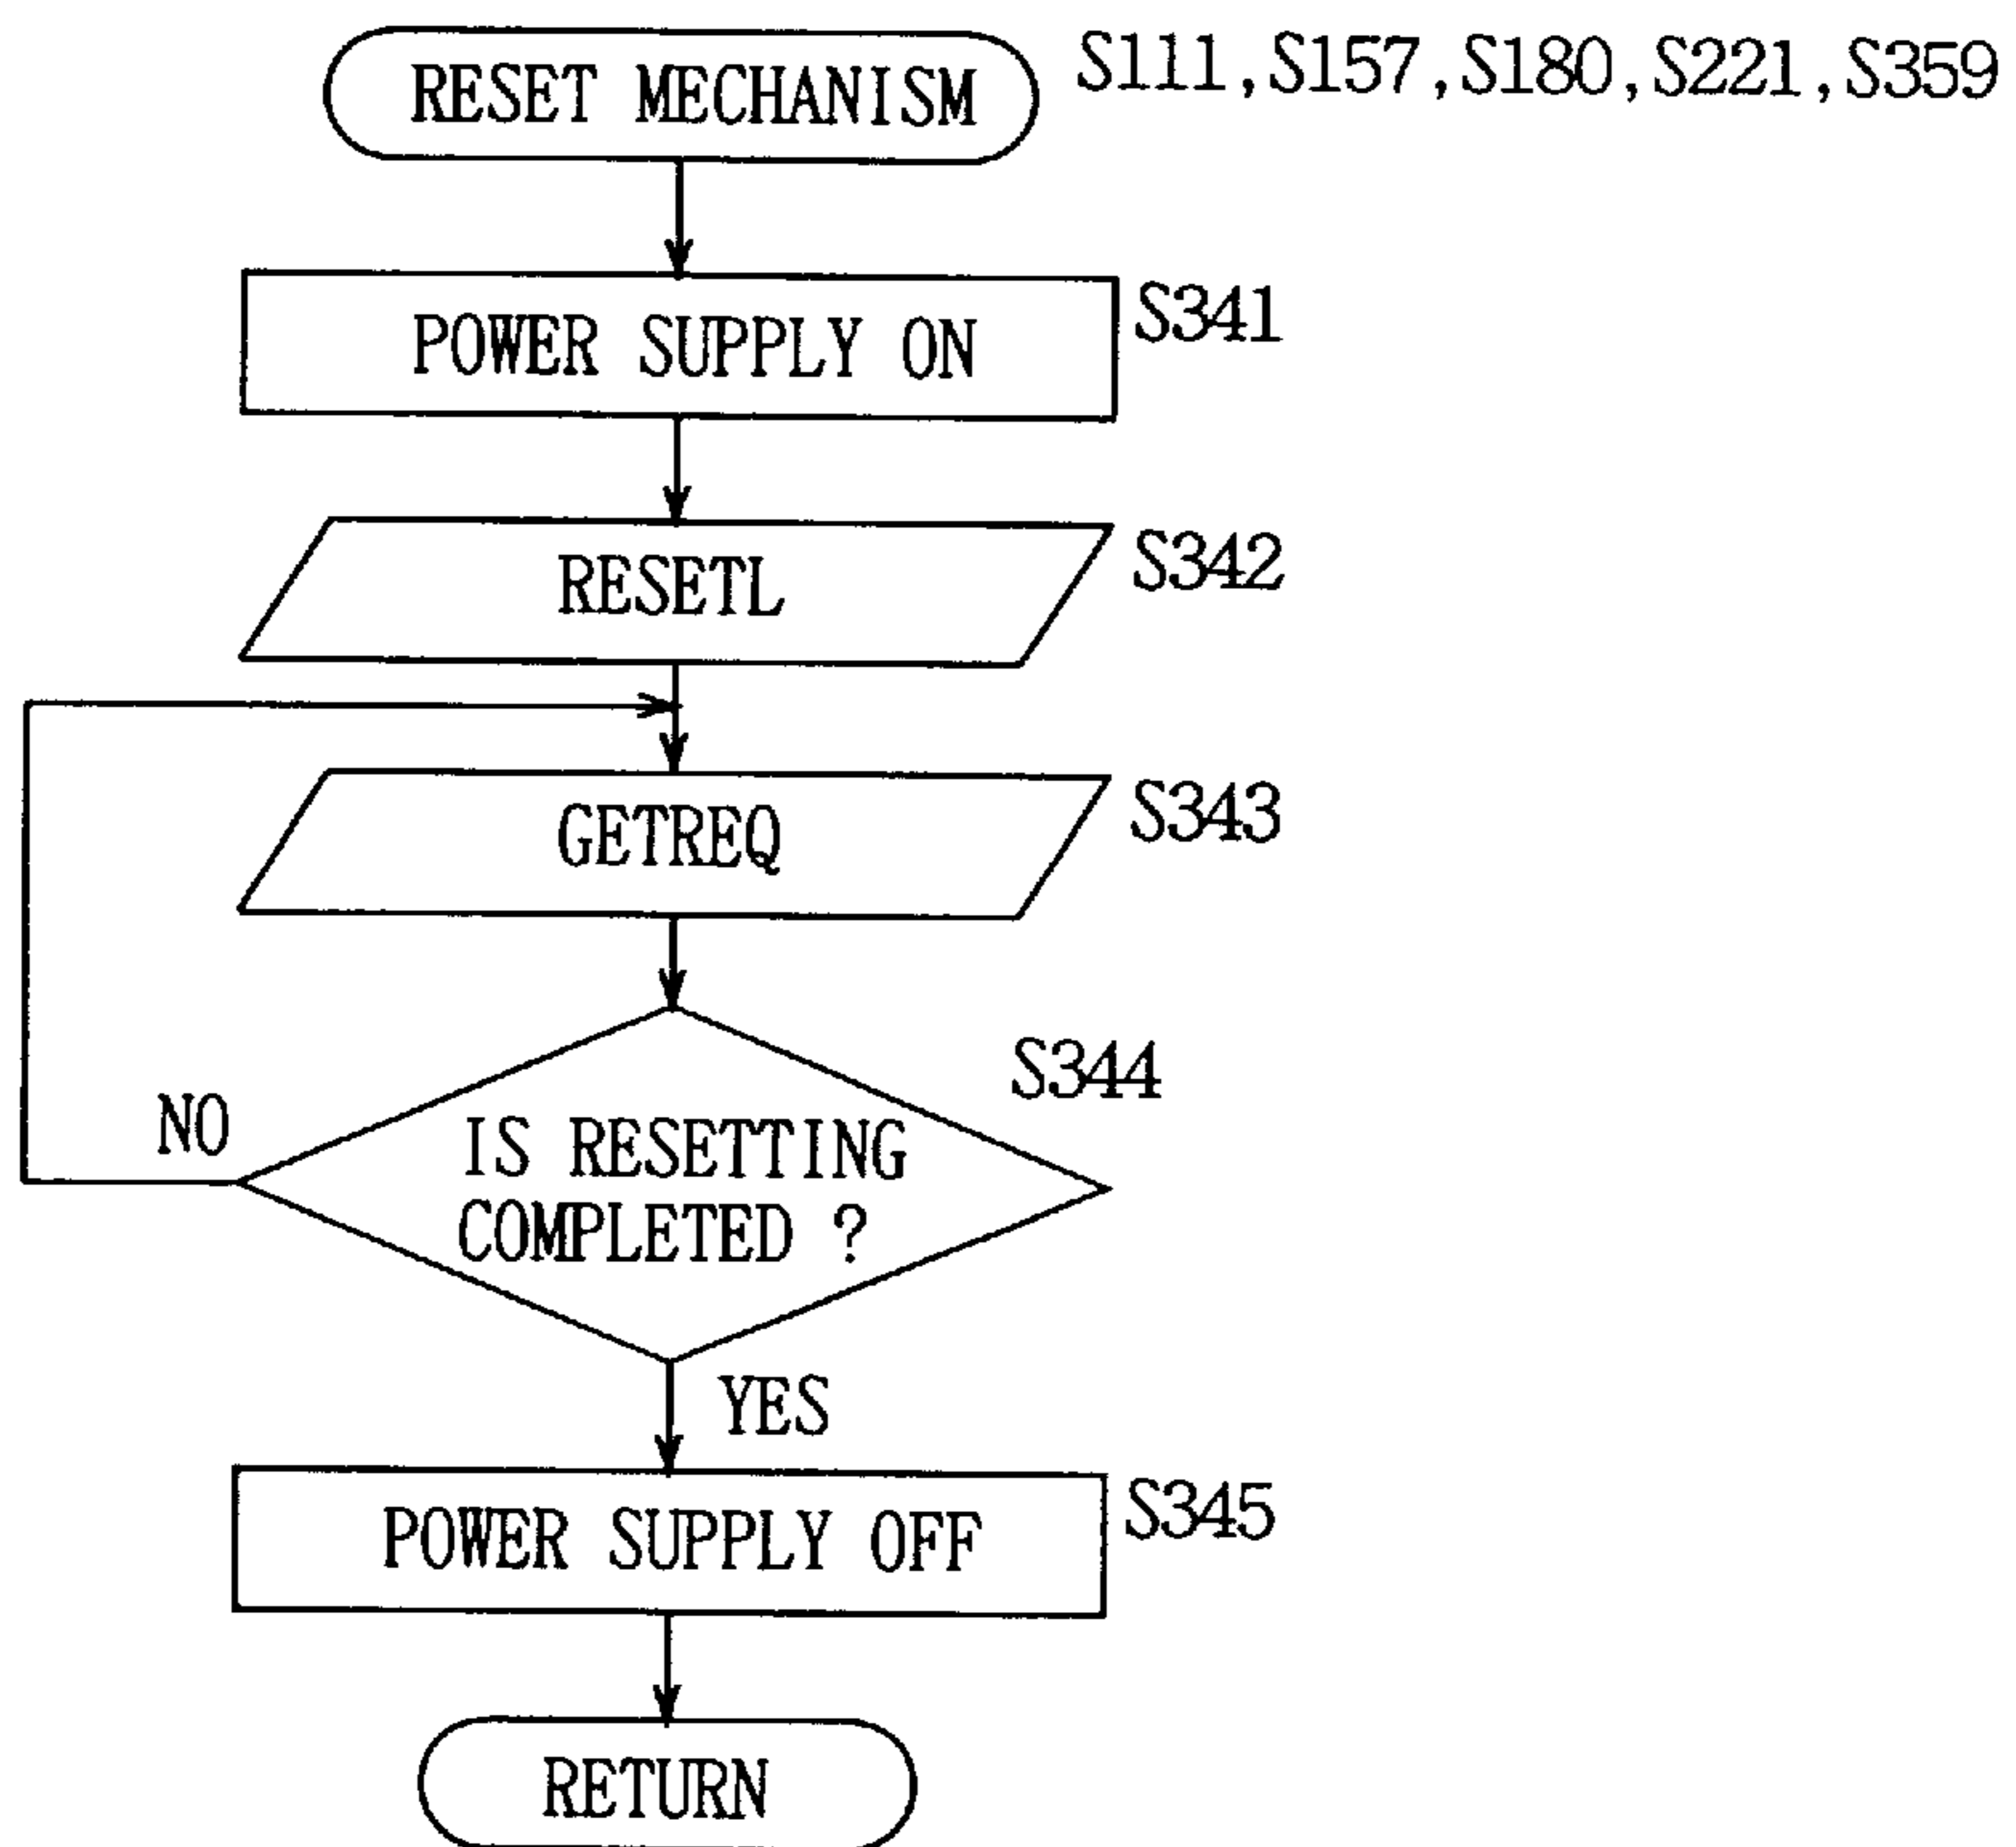 RESET MECHANISM
S111,S157,S180,S221,S359
POWER SUPPLY ON
S341
RESETL
S342
GETREQ
S343
S344
NO
IS RESETTING
COMPLETED ?
YES
POWER SUPPLY OFF
S345
RETURN